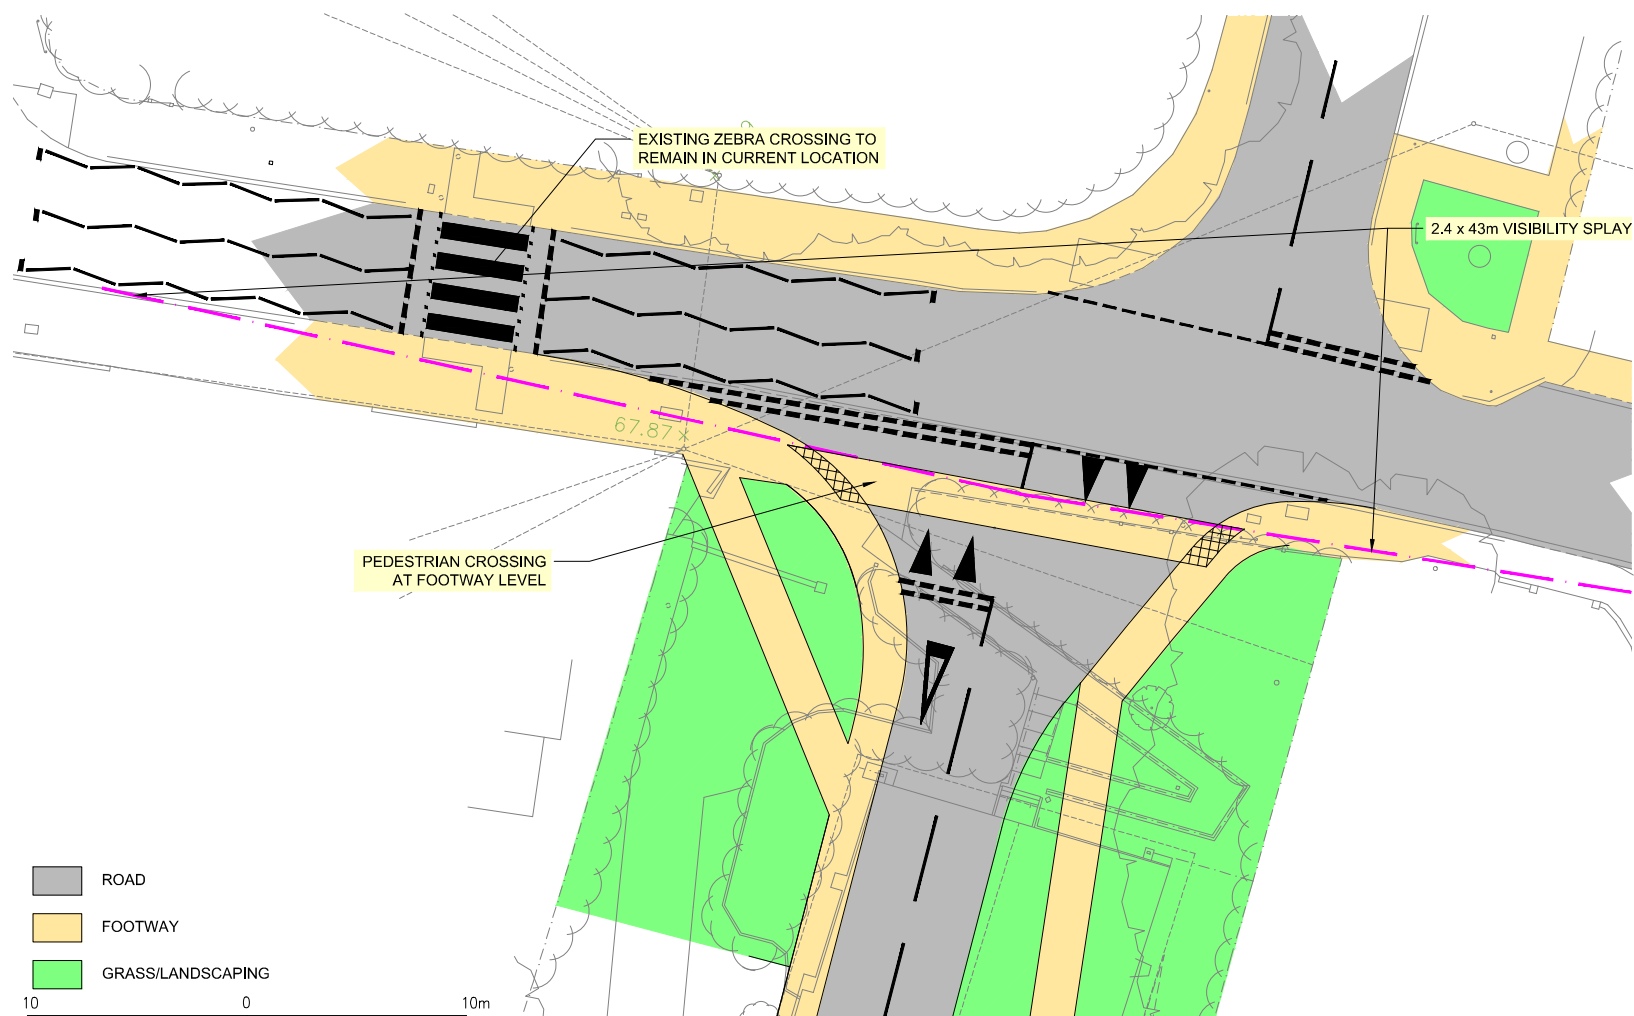 EXISTING ZEBRA CROSSING TO
REMAIN IN CURRENT LOCATION
2.4 x 43m VISIBILITY SPLAY
67.87
PEDESTRIAN CROSSING
AT FOOTWAY LEVEL
ROAD
FOOTWAY
GRASS/LANDSCAPING
10 0 10m